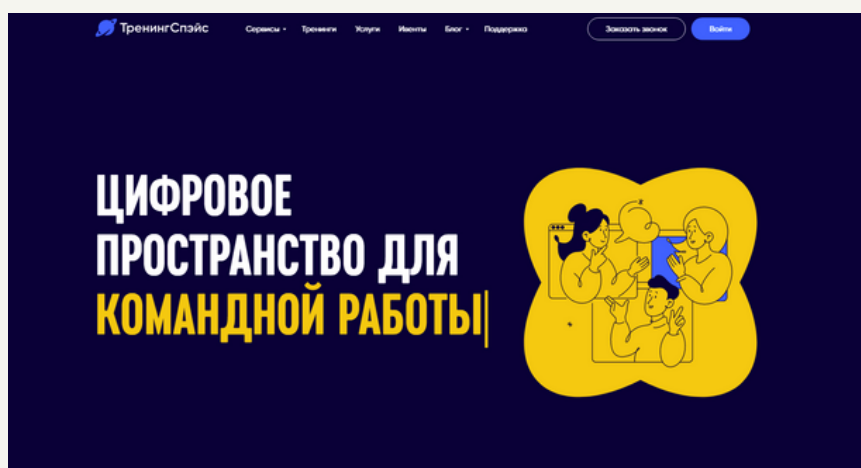 ТренингСпэйс
Сервисы Тренинги Услуги Ивенты Блог Поддержка
Заказать звонок
Войти
ЦИФРОВОЕ
ПРОСТРАНСТВО ДЛЯ
КОМАНДНОЙ РАБОТЫ